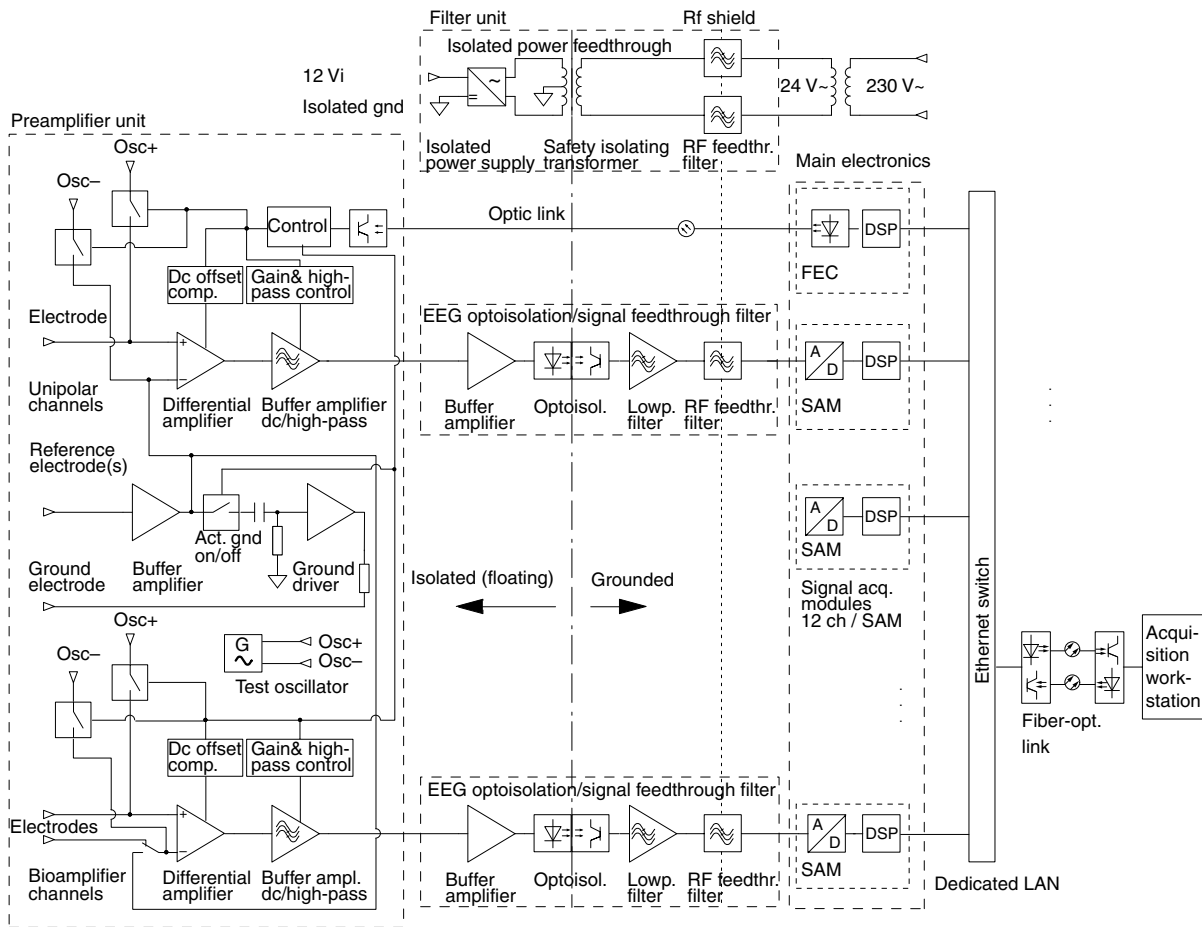 Filter unit
Rf shield
Isolated power feedthrough
12 Vi
Isolated gnd
~
=
24 V~
230 V~
Isolated
power supply
Safety isolating
transformer
RF feedthr.
filter
Preamplifier unit
Osc+
Osc–
Control
Optic link
Main electronics
DSP
FEC
Dc offset
comp.
Gain& high-
pass control
Electrode
+
–
Unipolar
channels
Differential
amplifier
Buffer amplifier
dc/high-pass
EEG optoisolation/signal feedthrough filter
Buffer
amplifier
Optoisol.
Lowp.
filter
RF feedthr.
filter
A
D
DSP
SAM
Reference
electrode(s)
Act. gnd
on/off
Ground
electrode
Buffer
amplifier
Ground
driver
Isolated (floating)
Grounded
A
D
DSP
SAM
Signal acq.
modules
12 ch / SAM
Ethernet switch
Fiber-opt.
link
Acqui-
sition
work-
station
Osc+
Osc–
G
~
Osc+
Osc–
Test oscillator
Dc offset
comp.
Gain& high-
pass control
Electrodes
+
–
Bioamplifier
channels
Differential
amplifier
Buffer ampl.
dc/high-pass
EEG optoisolation/signal feedthrough filter
Buffer
amplifier
Optoisol.
Lowp.
filter
RF feedthr.
filter
A
D
DSP
SAM
Dedicated LAN